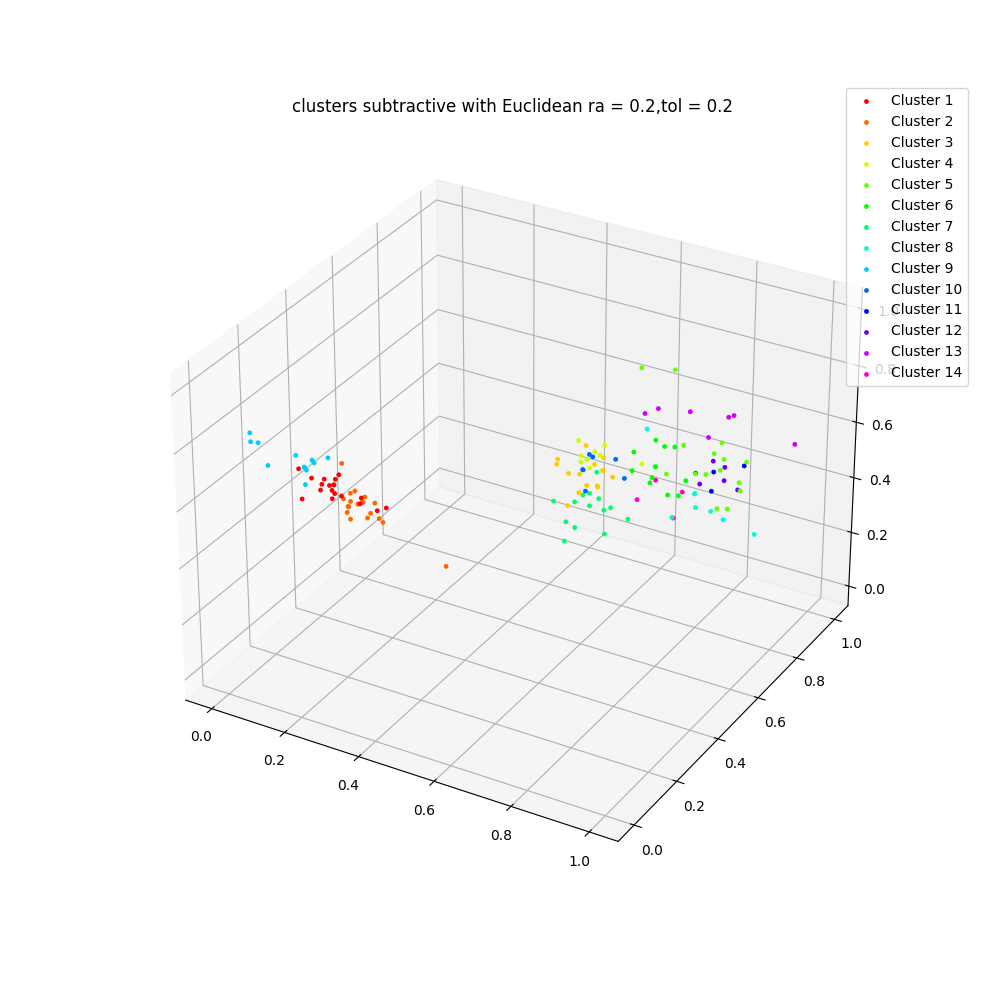 clusters subtractive with Euclidean ra = 0.2,tol = 0.2
Cluster 1
Cluster 2
Cluster 3
Cluster 4
Cluster 5
Cluster 6
Cluster 7
Cluster 8
Cluster 9
Cluster 10
Cluster 11
Cluster 12
Cluster 13
Cluster 14
0.8
0.6
0.4
0.2
0.0
1.0
0.8
0.6
0.4
0.2
0.0
0.0
0.2
0.4
0.6
0.8
1.0